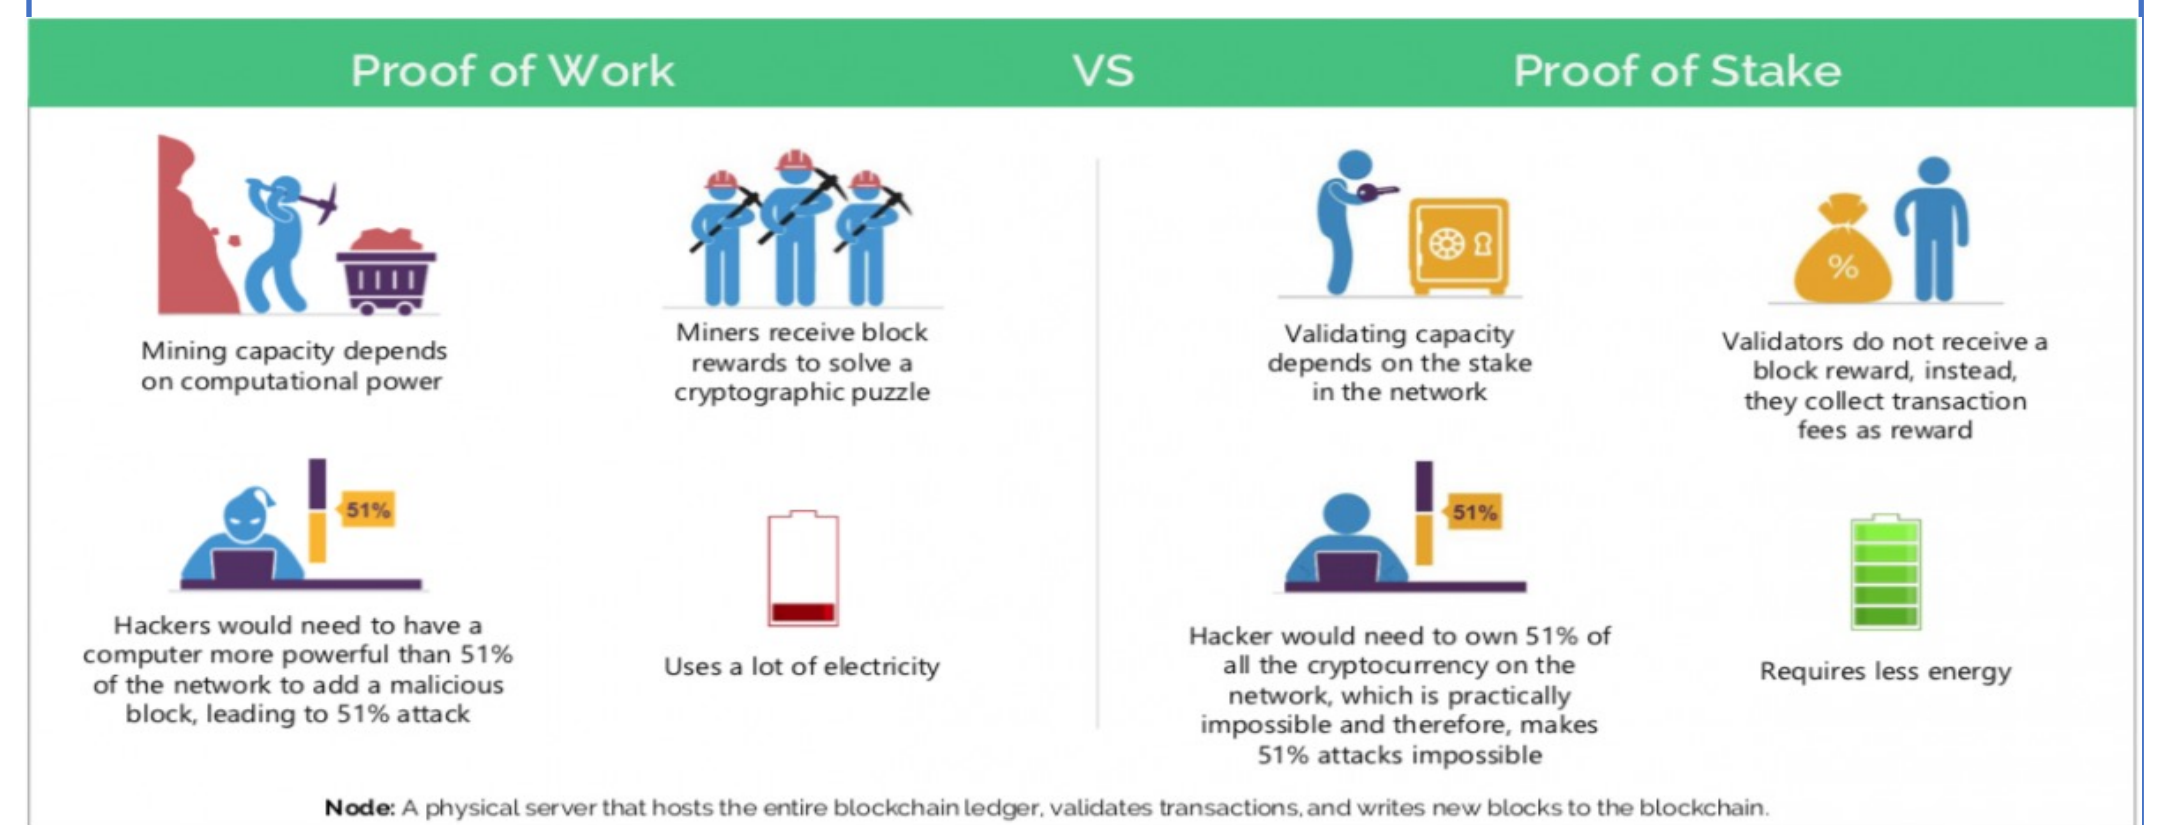 Proof of Work VS Proof of Stake
Mining capacity depends
on computational power
Miners receive block
rewards to solve a
cryptographic puzzle
Validating capacity
depends on the stake
in the network
%
Validators do not receive a
block reward, instead,
they collect transaction
fees as reward
51%
Hackers would need to have a
computer more powerful than 51%
of the network to add a malicious
block, leading to 51% attack
Uses a lot of electricity
51%
Hacker would need to own 51% of
all the cryptocurrency on the
network, which is practically
impossible and therefore, makes
51% attacks impossible
Requires less energy
Node: A physical server that hosts the entire blockchain ledger, validates transactions, and writes new blocks to the blockchain.